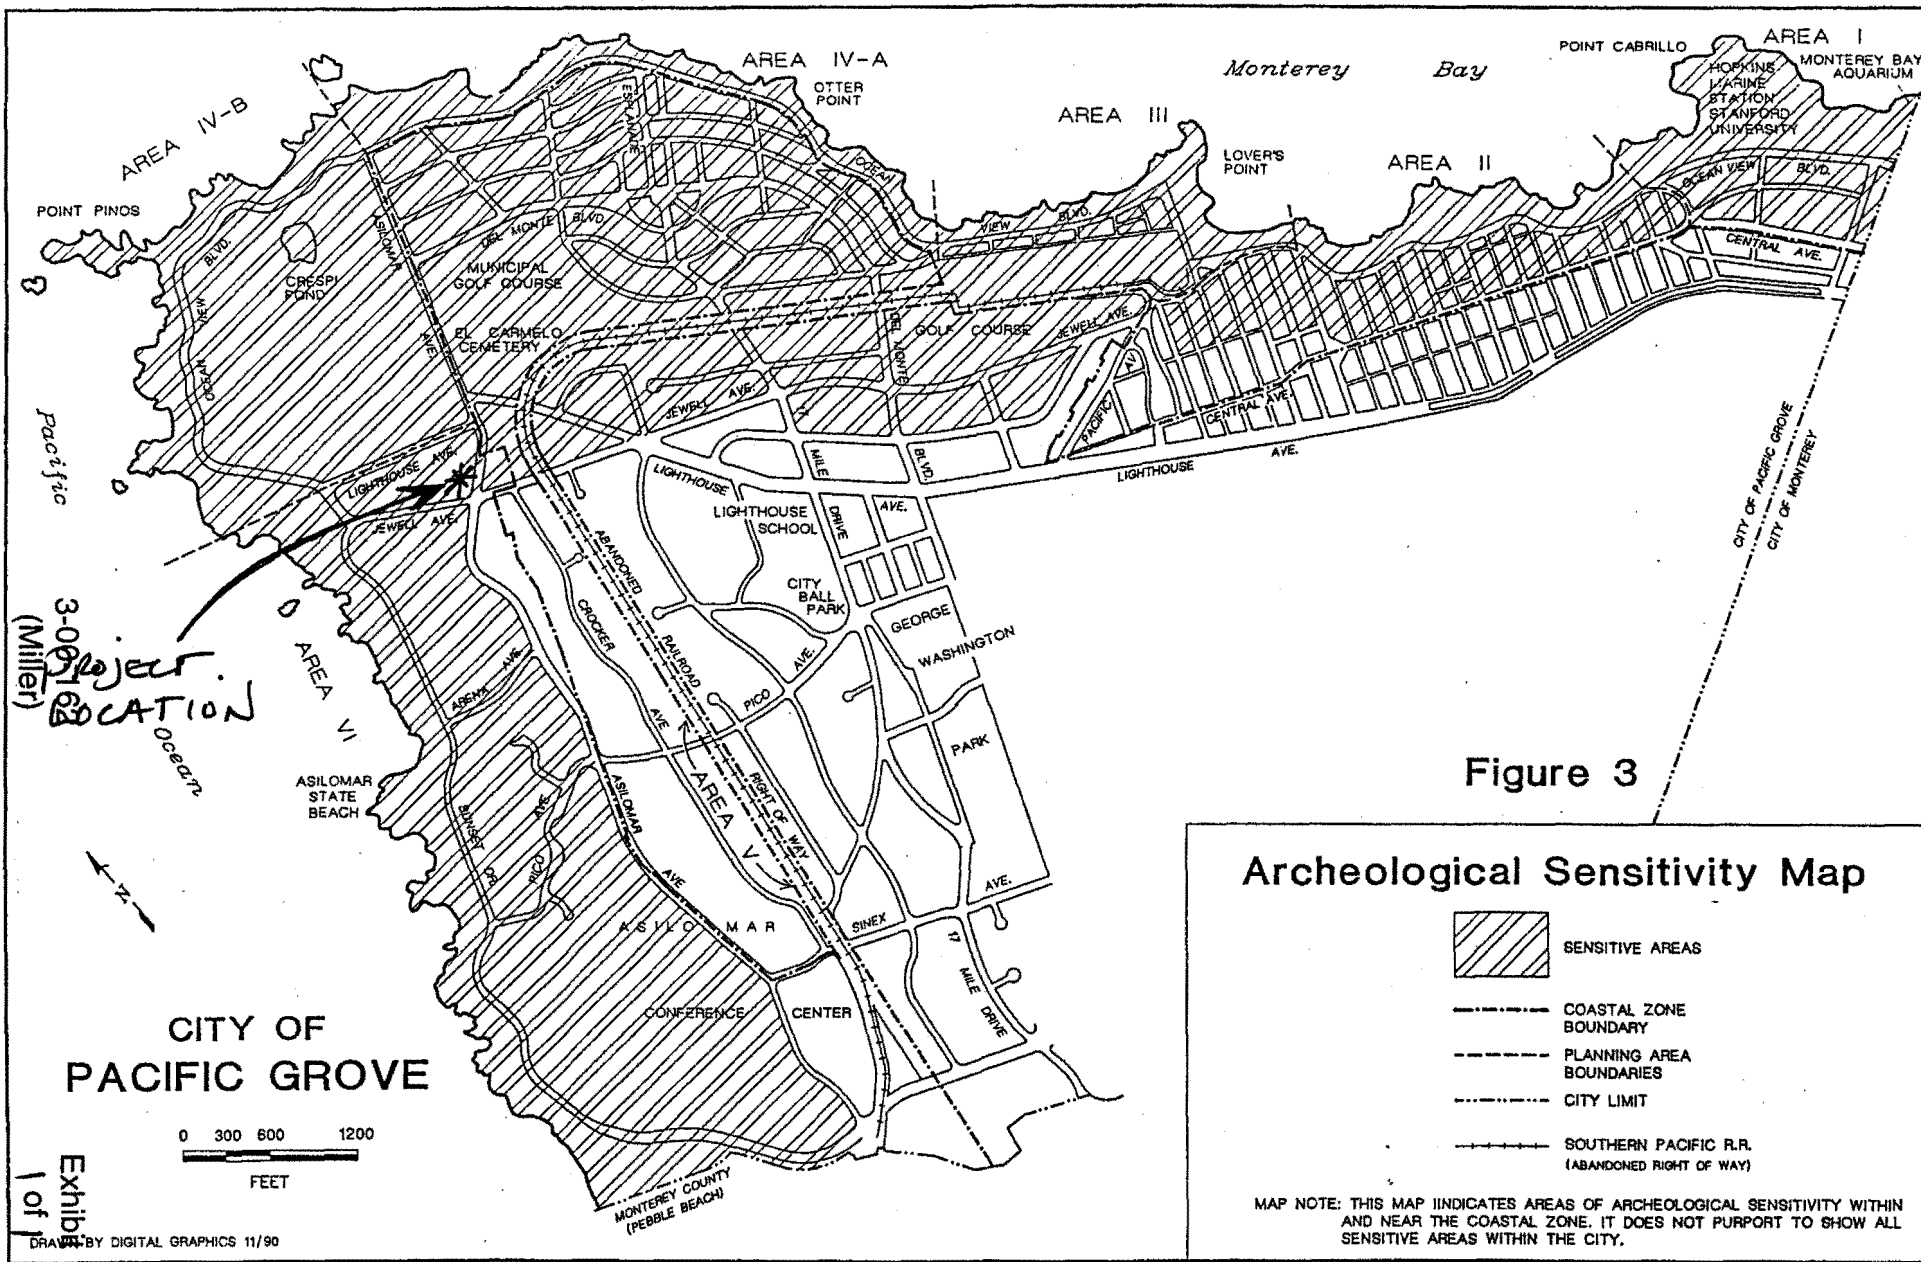 AREA IV-A
OTTER
POINT
Monterey Bay
POINT CABRILLO
AREA I
MONTEREY BAY
AQUARIUM
HOPKINS
MARINE
STATION
STANFORD
UNIVERSITY
AREA III
LOVER'S
POINT
AREA II
AREA IV-B
POINT PINOS
BLVD.
VIEW
OCEAN
CRESPI
POND
ASILOMAR
AVE.
ESPLANADE
DEL MONTE BLVD.
MUNICIPAL
GOLF COURSE
EL CARMELO
CEMETERY
OCEAN
VIEW BLVD.
OCEAN VIEW BLVD.
CENTRAL AVE.
DEL MONTE
GOLF COURSE
JEWELL AVE.
JEWELL AVE.
PACIFIC
AV
CENTRAL AVE.
LIGHTHOUSE AVE.
17
MILE
DRIVE
BLVD.
LIGHTHOUSE
AVE.
LIGHTHOUSE
SCHOOL
CITY
BALL
PARK
GEORGE
WASHINGTON
PARK
CITY OF PACIFIC GROVE
CITY OF MONTEREY
Pacific
Ocean
LIGHTHOUSE AVE.
JEWELL AVE.
PROJECT
LOCATION
(Miller)
AREA VI
ASILOMAR
STATE
BEACH
ARENA AVE.
SUNSET
DR.
PICO
AVE.
CROCKER
AVE
ABANDONED
RAILROAD
RIGHT OF WAY
PICO
AVE.
AREA V
ASILOMAR
AVE
ASILOMAR
CONFERENCE CENTER
SINEX AVE.
17
MILE
DRIVE
N
MONTEREY COUNTY
(PEBBLE BEACH)
CITY OF
PACIFIC GROVE
0 300 600 1200
FEET
Exhibit
1 of 1
DRAWN BY DIGITAL GRAPHICS 11/90
Figure 3
Archeological Sensitivity Map
SENSITIVE AREAS
COASTAL ZONE
BOUNDARY
PLANNING AREA
BOUNDARIES
CITY LIMIT
SOUTHERN PACIFIC R.R.
(ABANDONED RIGHT OF WAY)
MAP NOTE: THIS MAP IINDICATES AREAS OF ARCHEOLOGICAL SENSITIVITY WITHIN
AND NEAR THE COASTAL ZONE. IT DOES NOT PURPORT TO SHOW ALL
SENSITIVE AREAS WITHIN THE CITY.